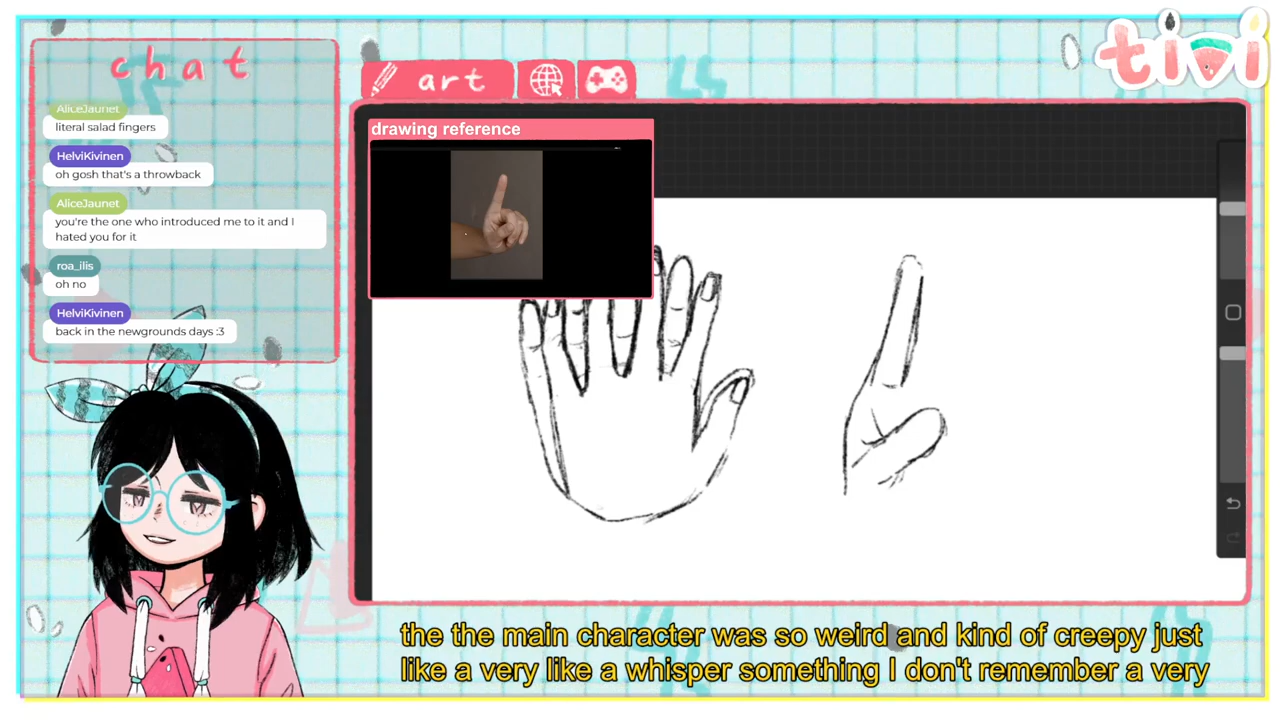 chat
AliceJaunet
literal salad fingers
HelviKivinen
oh gosh that's a throwback
AliceJaunet
you're the one who introduced me to it and I
hated you for it
roa_ilis
oh no
HelviKivinen
back in the newgrounds days :3
art
tivi
drawing reference
the the main character was so weird and kind of creepy just
like a very like a whisper something I don't remember a very